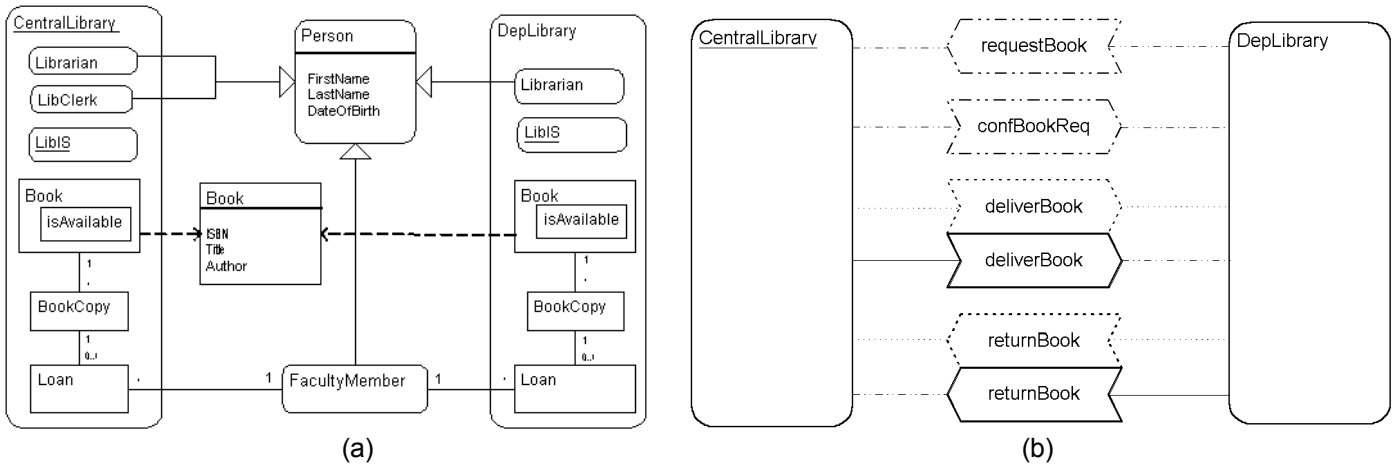 CentralLibrary
Librarian
LibClerk
LibIS
Book
isAvailable
1
BookCopy
1
Loan
Person
FirstName
LastName
DateOfBirth
Book
ISBN
Title
Author
1
FacultyMember
1
DepLibrary
Librarian
LibIS
Book
isAvailable
1
BookCopy
1
Loan
(a)
CentralLibrary
requestBook
confBookReq
deliverBook
deliverBook
returnBook
returnBook
DepLibrary
(b)